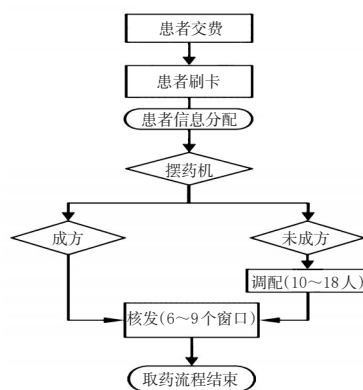 患者交费
患者刷卡
患者信息分配
摆药机
成方
未成方
调配(10～18人)
核发(6～9个窗口)
取药流程结束